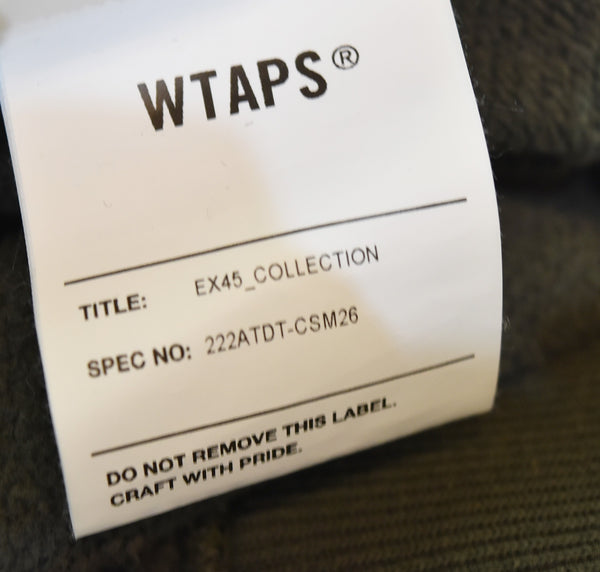 WTAPS®
TITLE: EX45_COLLECTION
SPEC NO: 222ATDT-CSM26
DO NOT REMOVE THIS LABEL.
CRAFT WITH PRIDE.